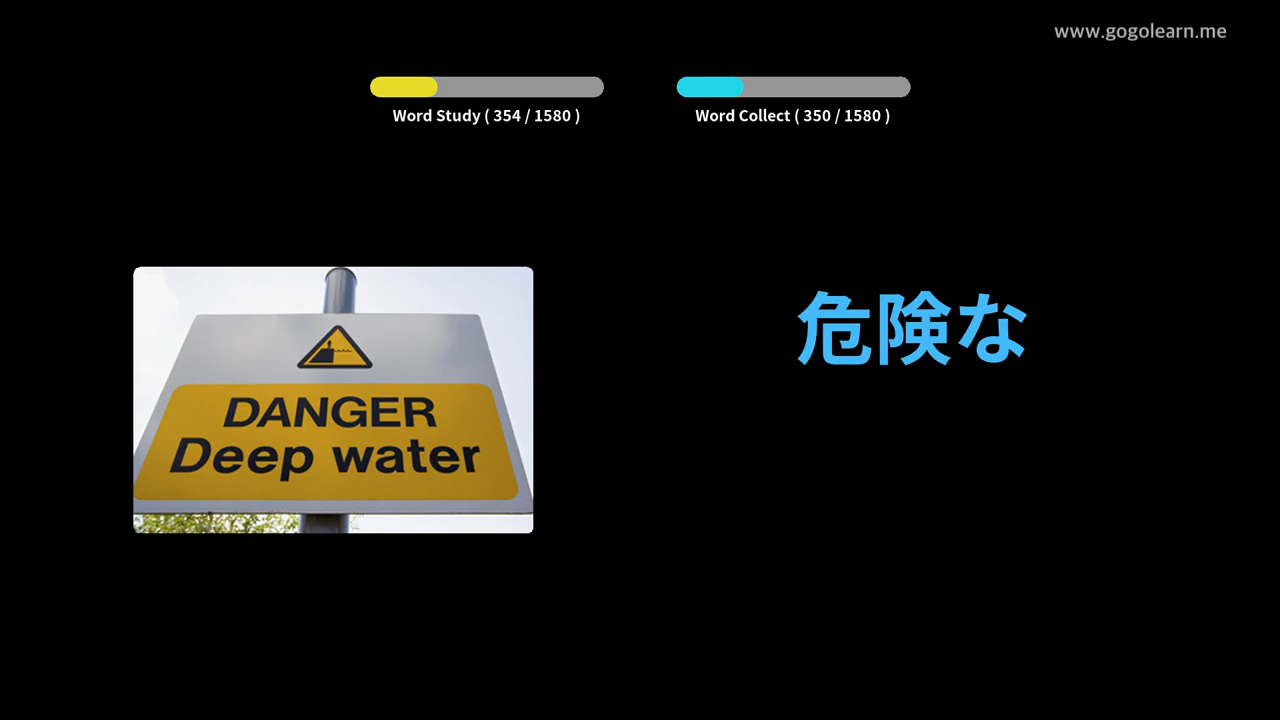 www.gogolearn.me
Word Study ( 354 / 1580 )
Word Collect ( 350 / 1580 )
DANGER
Deep water
危険な